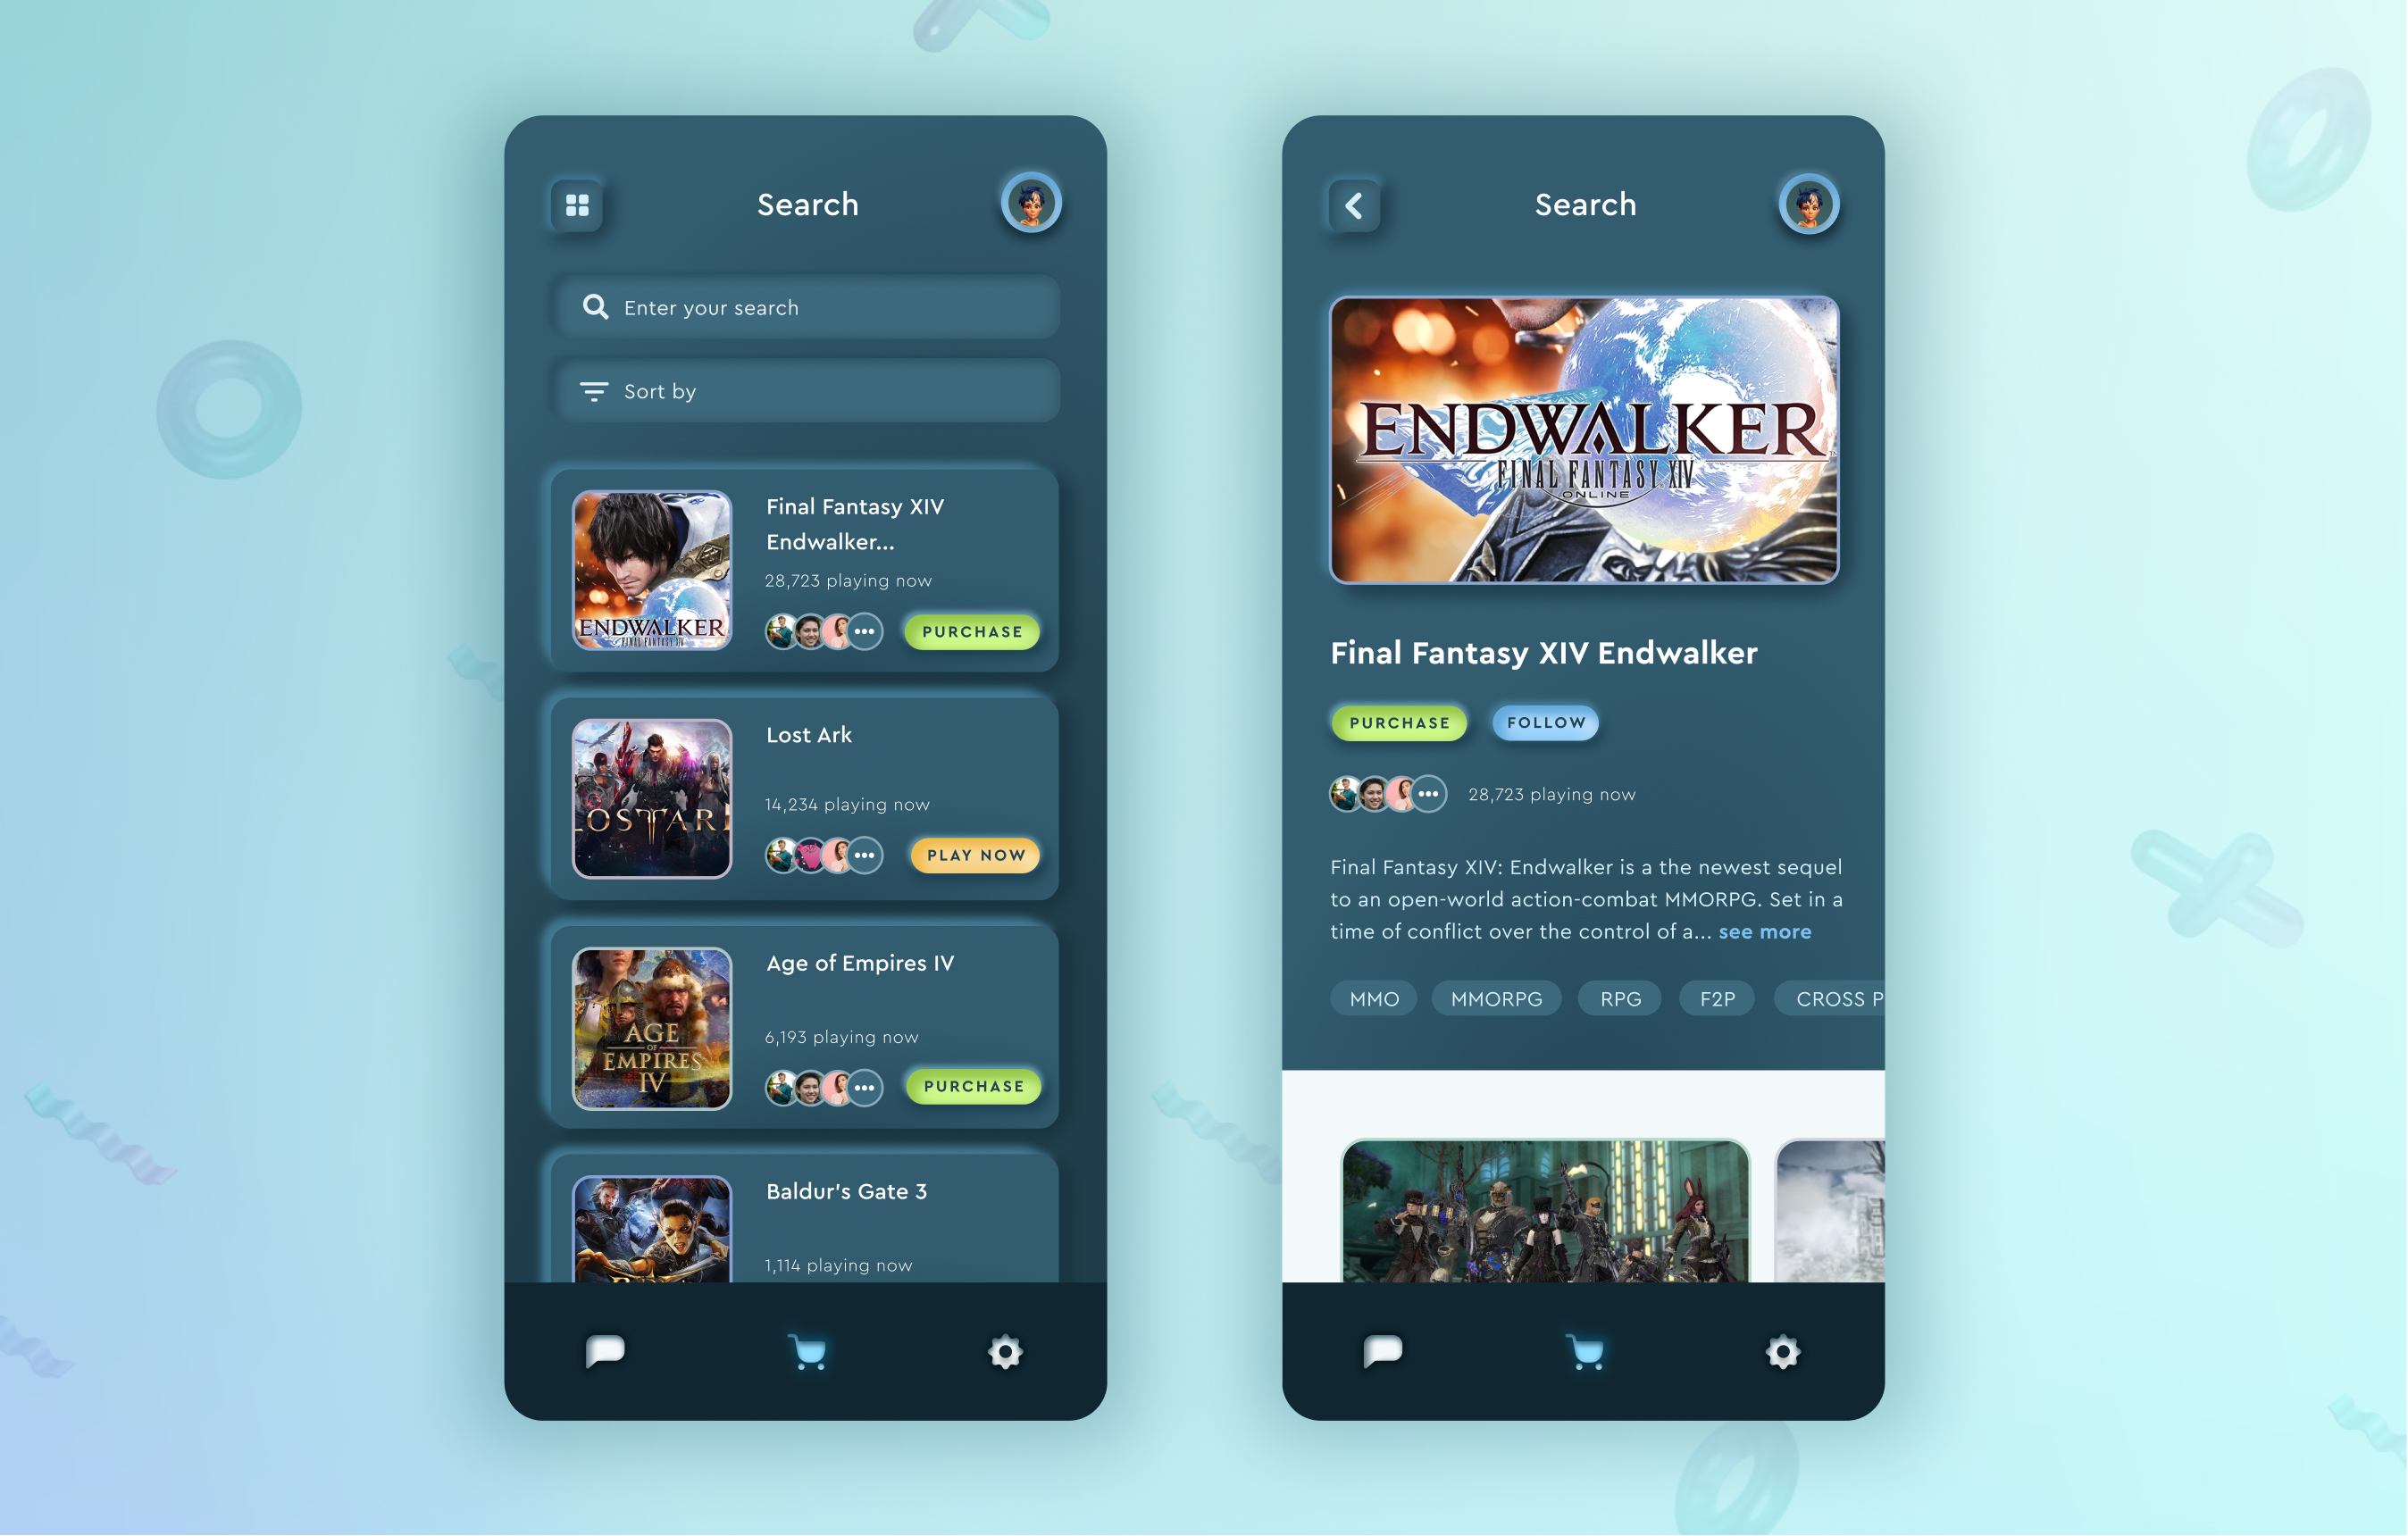 Search
Enter your search
Sort by
Final Fantasy XIV
Endwalker...
28,723 playing now
PURCHASE
ENDWALKER
FINAL FANTASY XIV
Lost Ark
14,234 playing now
PLAY NOW
LOST ARK
Age of Empires IV
6,193 playing now
PURCHASE
AGE
OF
EMPIRES
IV
Baldur's Gate 3
1,114 playing now
Search
ENDWALKER™
FINAL FANTASY XIV
ONLINE
Final Fantasy XIV Endwalker
PURCHASE
FOLLOW
28,723 playing now
Final Fantasy XIV: Endwalker is a the newest sequel
to an open-world action-combat MMORPG. Set in a
time of conflict over the control of a... see more
MMO
MMORPG
RPG
F2P
CROSS P